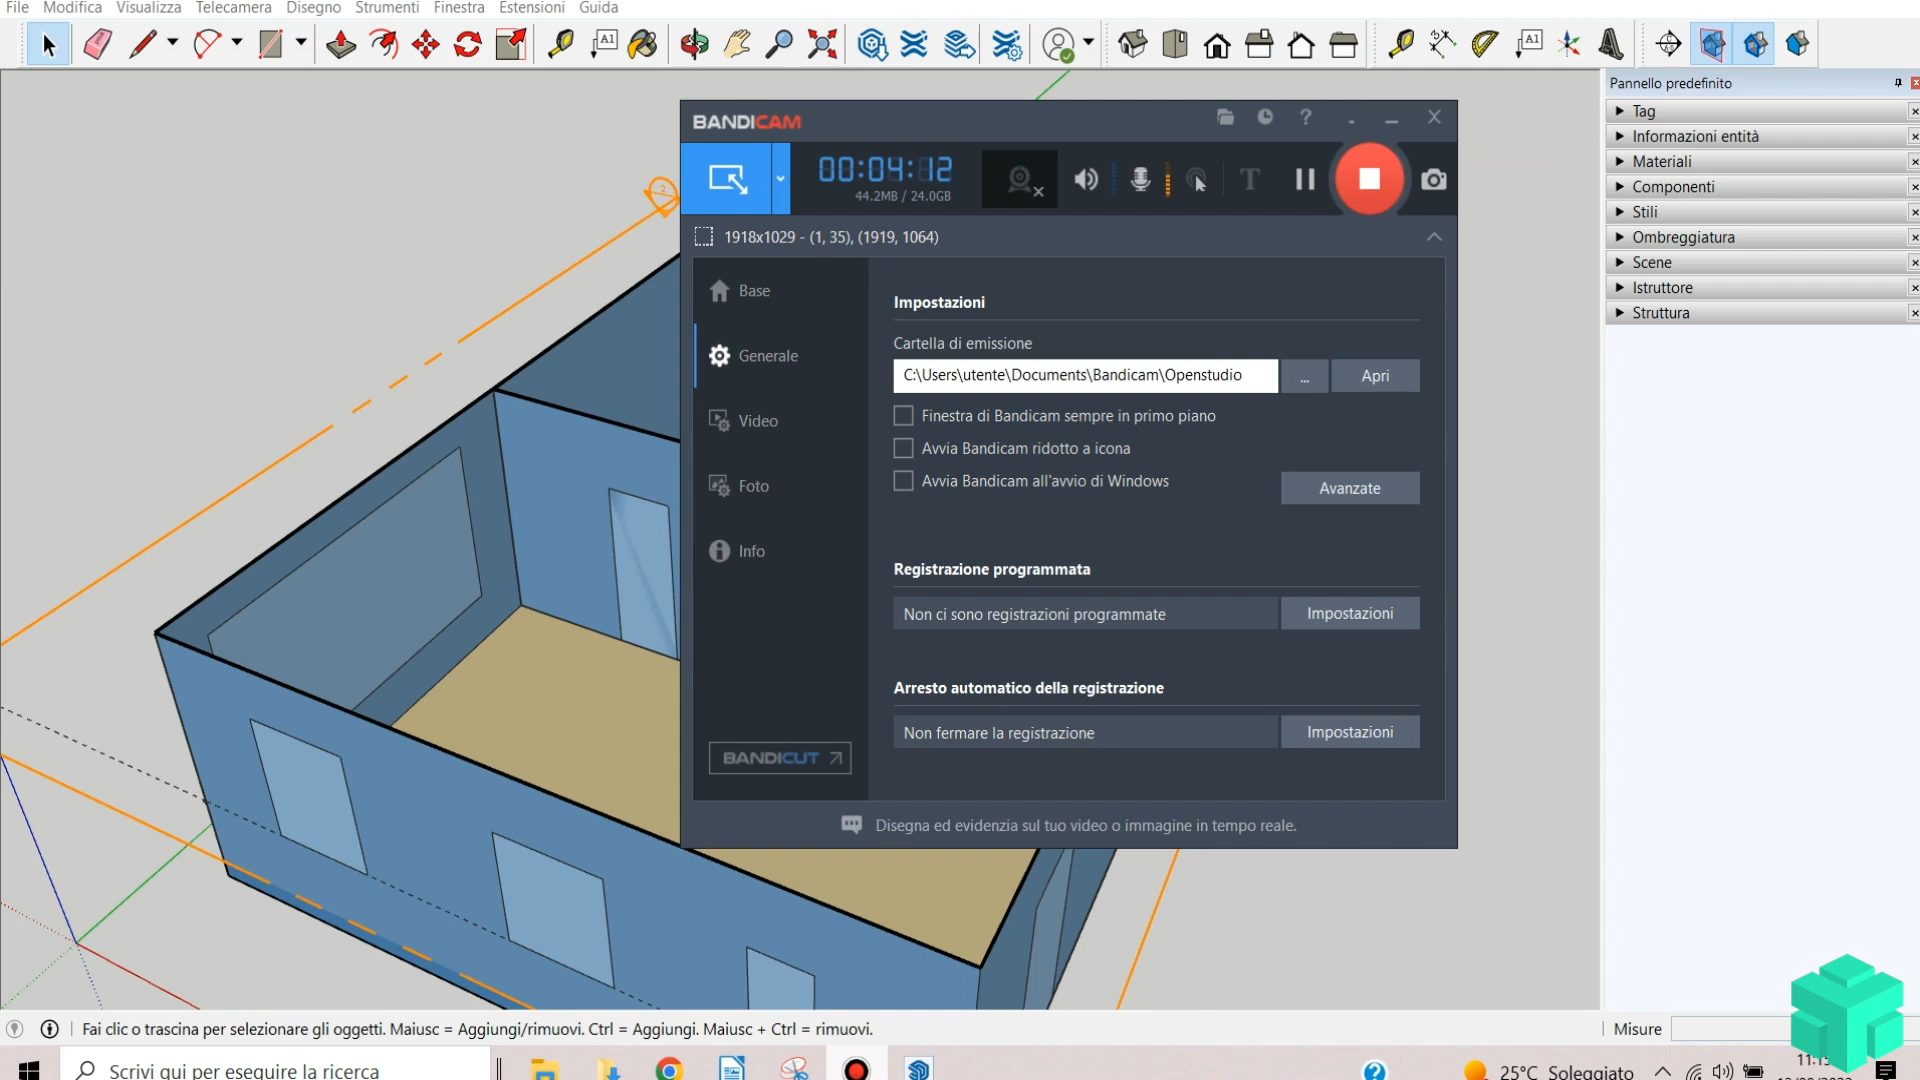 File Modifica Visualizza Telecamera Disegno Strumenti Finestra Estensioni Guida
A1
A1
Pannello predefinito
Tag
Informazioni entità
Materiali
Componenti
Stili
Ombreggiatura
Scene
Istruttore
Struttura
2
BANDICAM
?
00:04:12
44.2MB / 24.0GB
T
1918x1029 - (1, 35), (1919, 1064)
Base
Generale
Video
Foto
Info
BANDICUT
Impostazioni
Cartella di emissione
C:\Users\utente\Documents\Bandicam\Openstudio
... Apri
Finestra di Bandicam sempre in primo piano
Avvia Bandicam ridotto a icona
Avvia Bandicam all'avvio di Windows
Avanzate
Registrazione programmata
Non ci sono registrazioni programmate Impostazioni
Arresto automatico della registrazione
Non fermare la registrazione Impostazioni
Disegna ed evidenzia sul tuo video o immagine in tempo reale.
Fai clic o trascina per selezionare gli oggetti. Maiusc = Aggiungi/rimuovi. Ctrl = Aggiungi. Maiusc + Ctrl = rimuovi.
Misure
Scrivi qui per eseguire la ricerca
25°C Soleggiato